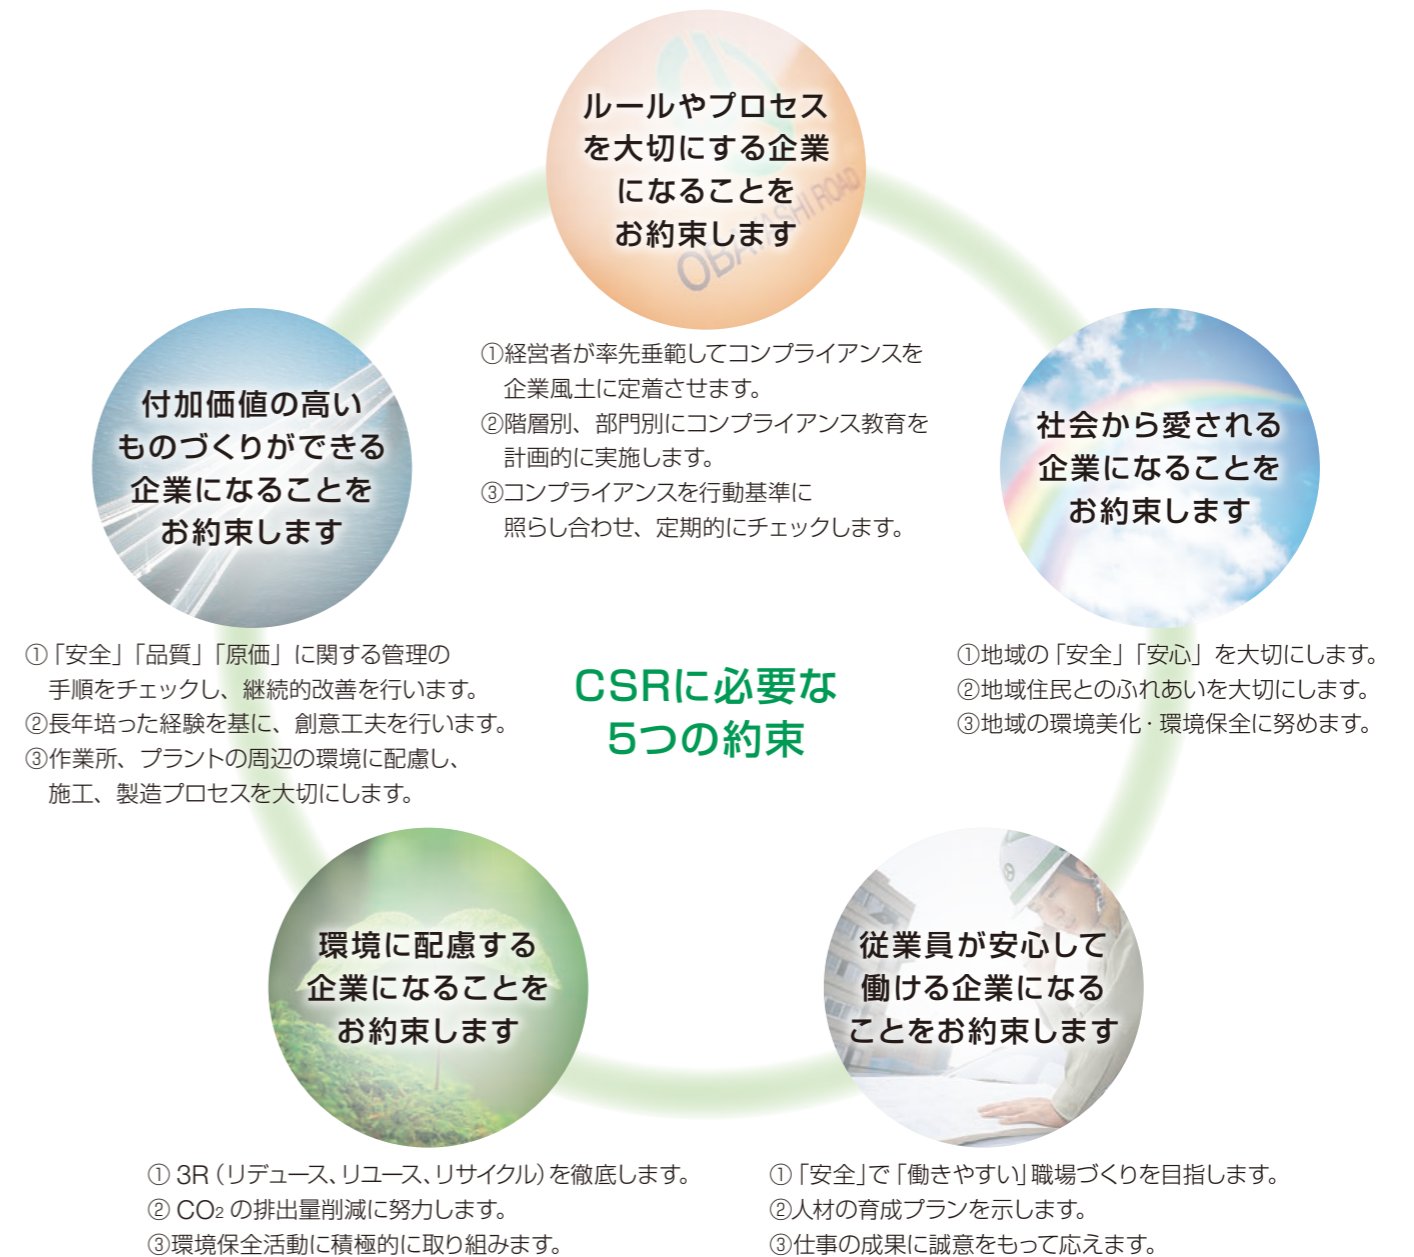 ルールやプロセス
を大切にする企業
になることを
お約束します
OBAYASHI ROAD
①経営者が率先垂範してコンプライアンスを
企業風土に定着させます。
②階層別、部門別にコンプライアンス教育を
計画的に実施します。
③コンプライアンスを行動基準に
照らし合わせ、定期的にチェックします。
付加価値の高い
ものづくりができる
企業になることを
お約束します
①「安全」「品質」「原価」に関する管理の
手順をチェックし、継続的改善を行います。
②長年培った経験を基に、創意工夫を行います。
③作業所、プラントの周辺の環境に配慮し、
施工、製造プロセスを大切にします。
CSRに必要な
5つの約束
社会から愛される
企業になることを
お約束します
①地域の「安全」「安心」を大切にします。
②地域住民とのふれあいを大切にします。
③地域の環境美化・環境保全に努めます。
環境に配慮する
企業になることを
お約束します
① 3R（リデュース、リユース、リサイクル）を徹底します。
② CO₂ の排出量削減に努力します。
③環境保全活動に積極的に取り組みます。
従業員が安心して
働ける企業になる
ことをお約束します
①「安全」で「働きやすい」職場づくりを目指します。
②人材の育成プランを示します。
③仕事の成果に誠意をもって応えます。